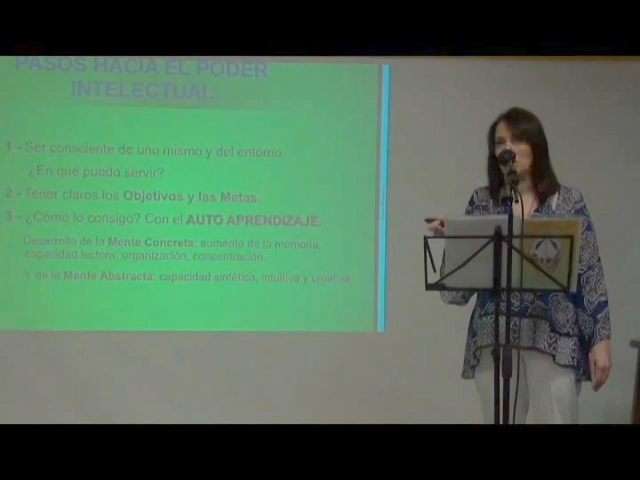 PASOS HACIA EL PODER
INTELECTUAL
1 - Ser consciente de uno mismo y del entorno.
¿En qué puedo servir?
2 - Tener claros los Objetivos y las Metas.
3 - ¿Cómo lo consigo? Con el AUTO APRENDIZAJE.
Desarrollo de la Mente Concreta: aumento de la memoria,
capacidad lectora, organización, concentración.
Y de la Mente Abstracta: capacidad sintética, intuitiva y creativa